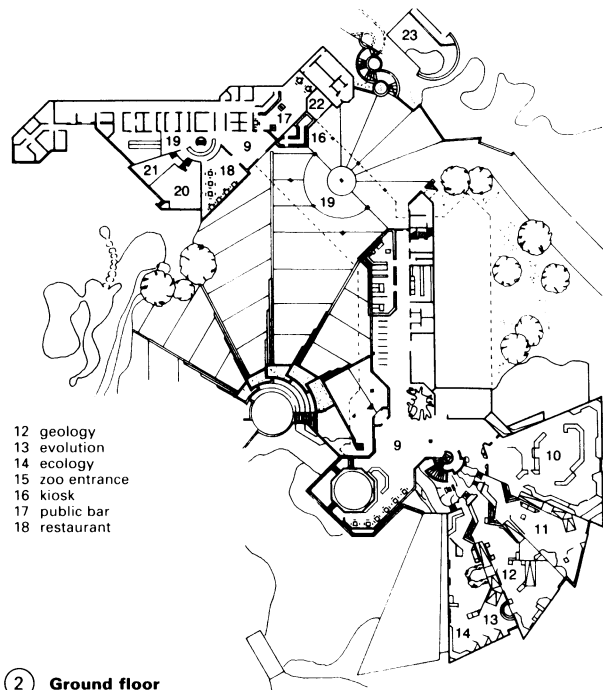 23
22
17
16
19
9
18
19
21
20
9
10
11
12
13
14
12 geology
13 evolution
14 ecology
15 zoo entrance
16 kiosk
17 public bar
18 restaurant
2 Ground floor